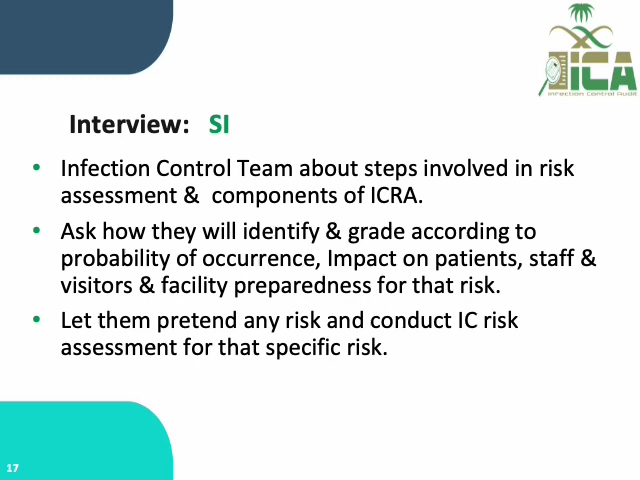 iCA
Infection Control Audit
Interview: SI
• Infection Control Team about steps involved in risk
assessment & components of ICRA.
• Ask how they will identify & grade according to
probability of occurrence, Impact on patients, staff &
visitors & facility preparedness for that risk.
• Let them pretend any risk and conduct IC risk
assessment for that specific risk.
17